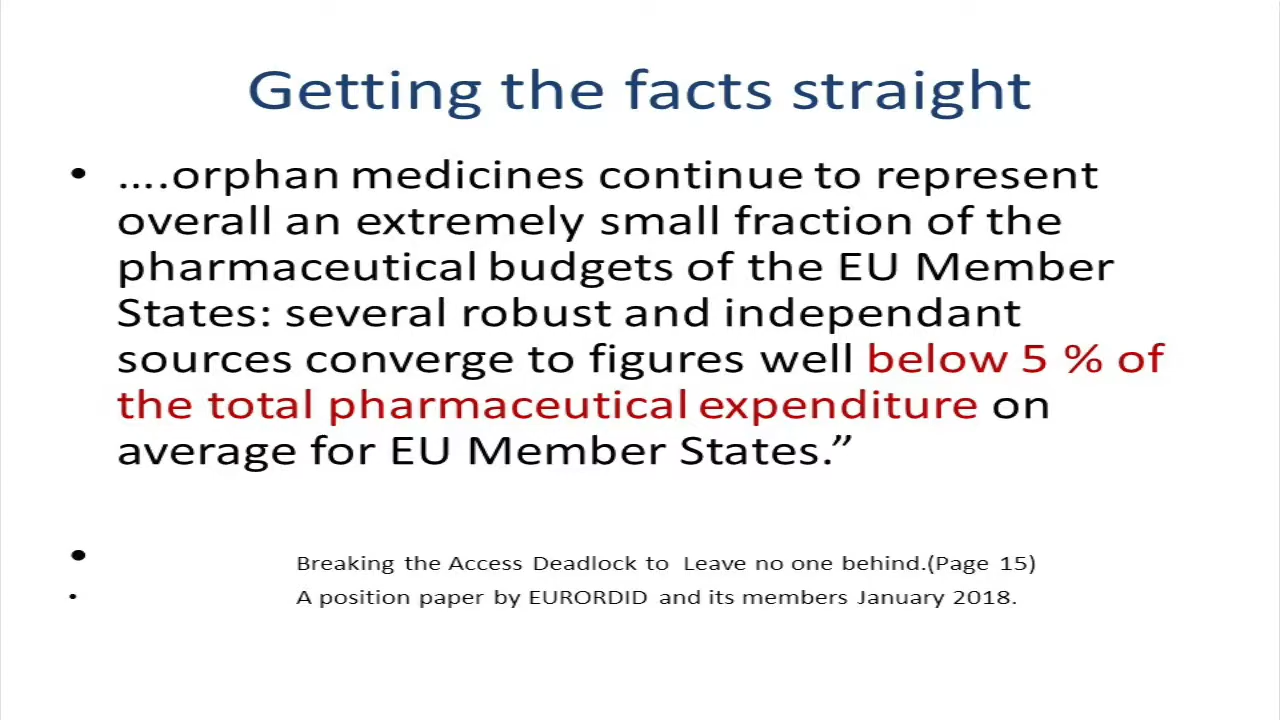 Getting the facts straight
• ....orphan medicines continue to represent
overall an extremely small fraction of the
pharmaceutical budgets of the EU Member
States: several robust and independant
sources converge to figures well below 5 % of
the total pharmaceutical expenditure on
average for EU Member States.”
• Breaking the Access Deadlock to Leave no one behind.(Page 15)
• A position paper by EURORDID and its members January 2018.